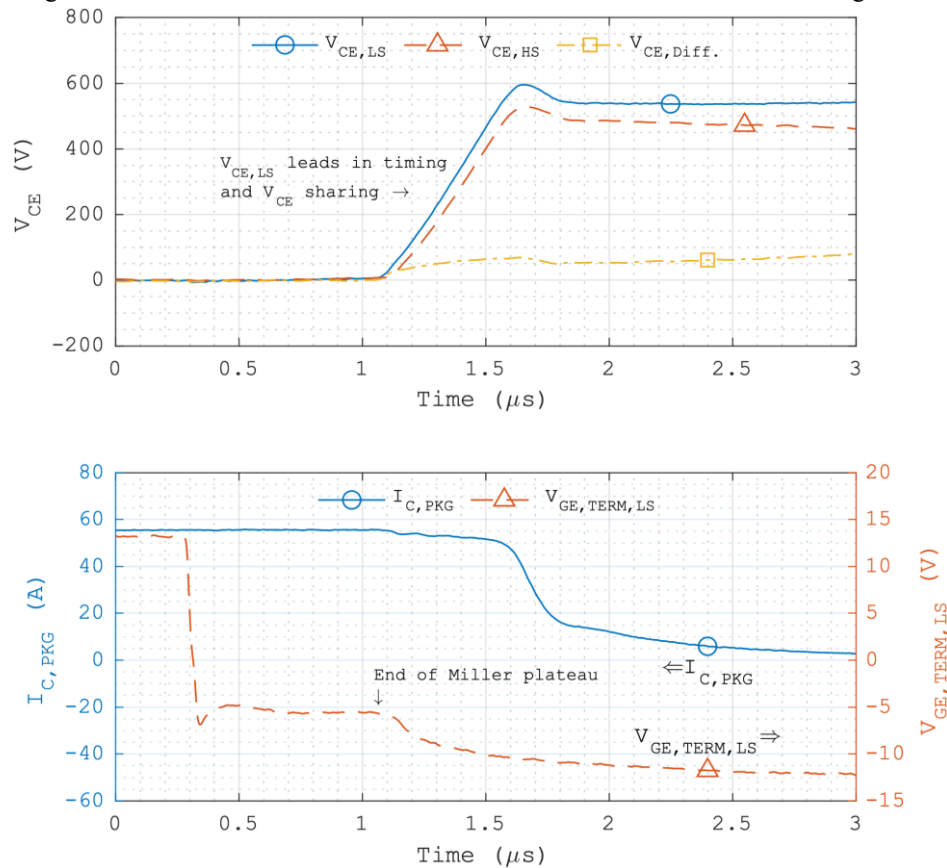 800
V_CE,LS V_CE,HS V_CE,Diff.
600
400
V_CE,LS leads in timing
and V_CE sharing →
200
0
-200
V_CE (V)
0 0.5 1 1.5 2 2.5 3
Time (μs)
80 20
I_C,PKG V_GE,TERM,LS
60 15
40 10
20 5
0 0
⇐I_C,PKG
End of Miller plateau
↓
-20 -5
V_GE,TERM,LS⇒
-40 -10
-60 -15
I_C,PKG (A)
V_GE,TERM,LS (V)
0 0.5 1 1.5 2 2.5 3
Time (μs)